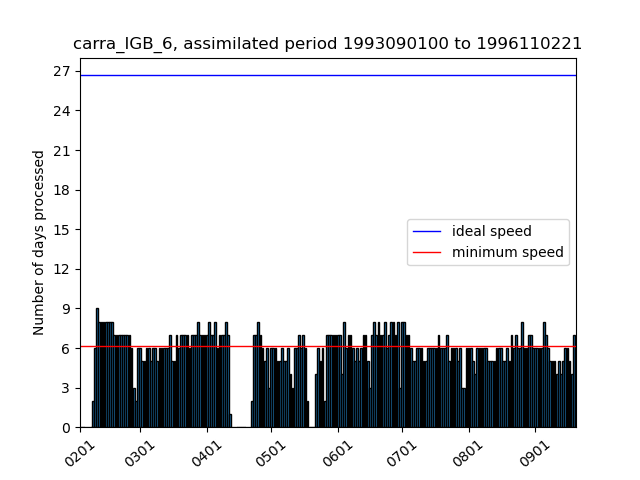 carra_IGB_6, assimilated period 1993090100 to 1996110221
Number of days processed
27
24
21
18
15
12
9
6
3
0
ideal speed
minimum speed
0201 0301 0401 0501 0601 0701 0801 0901